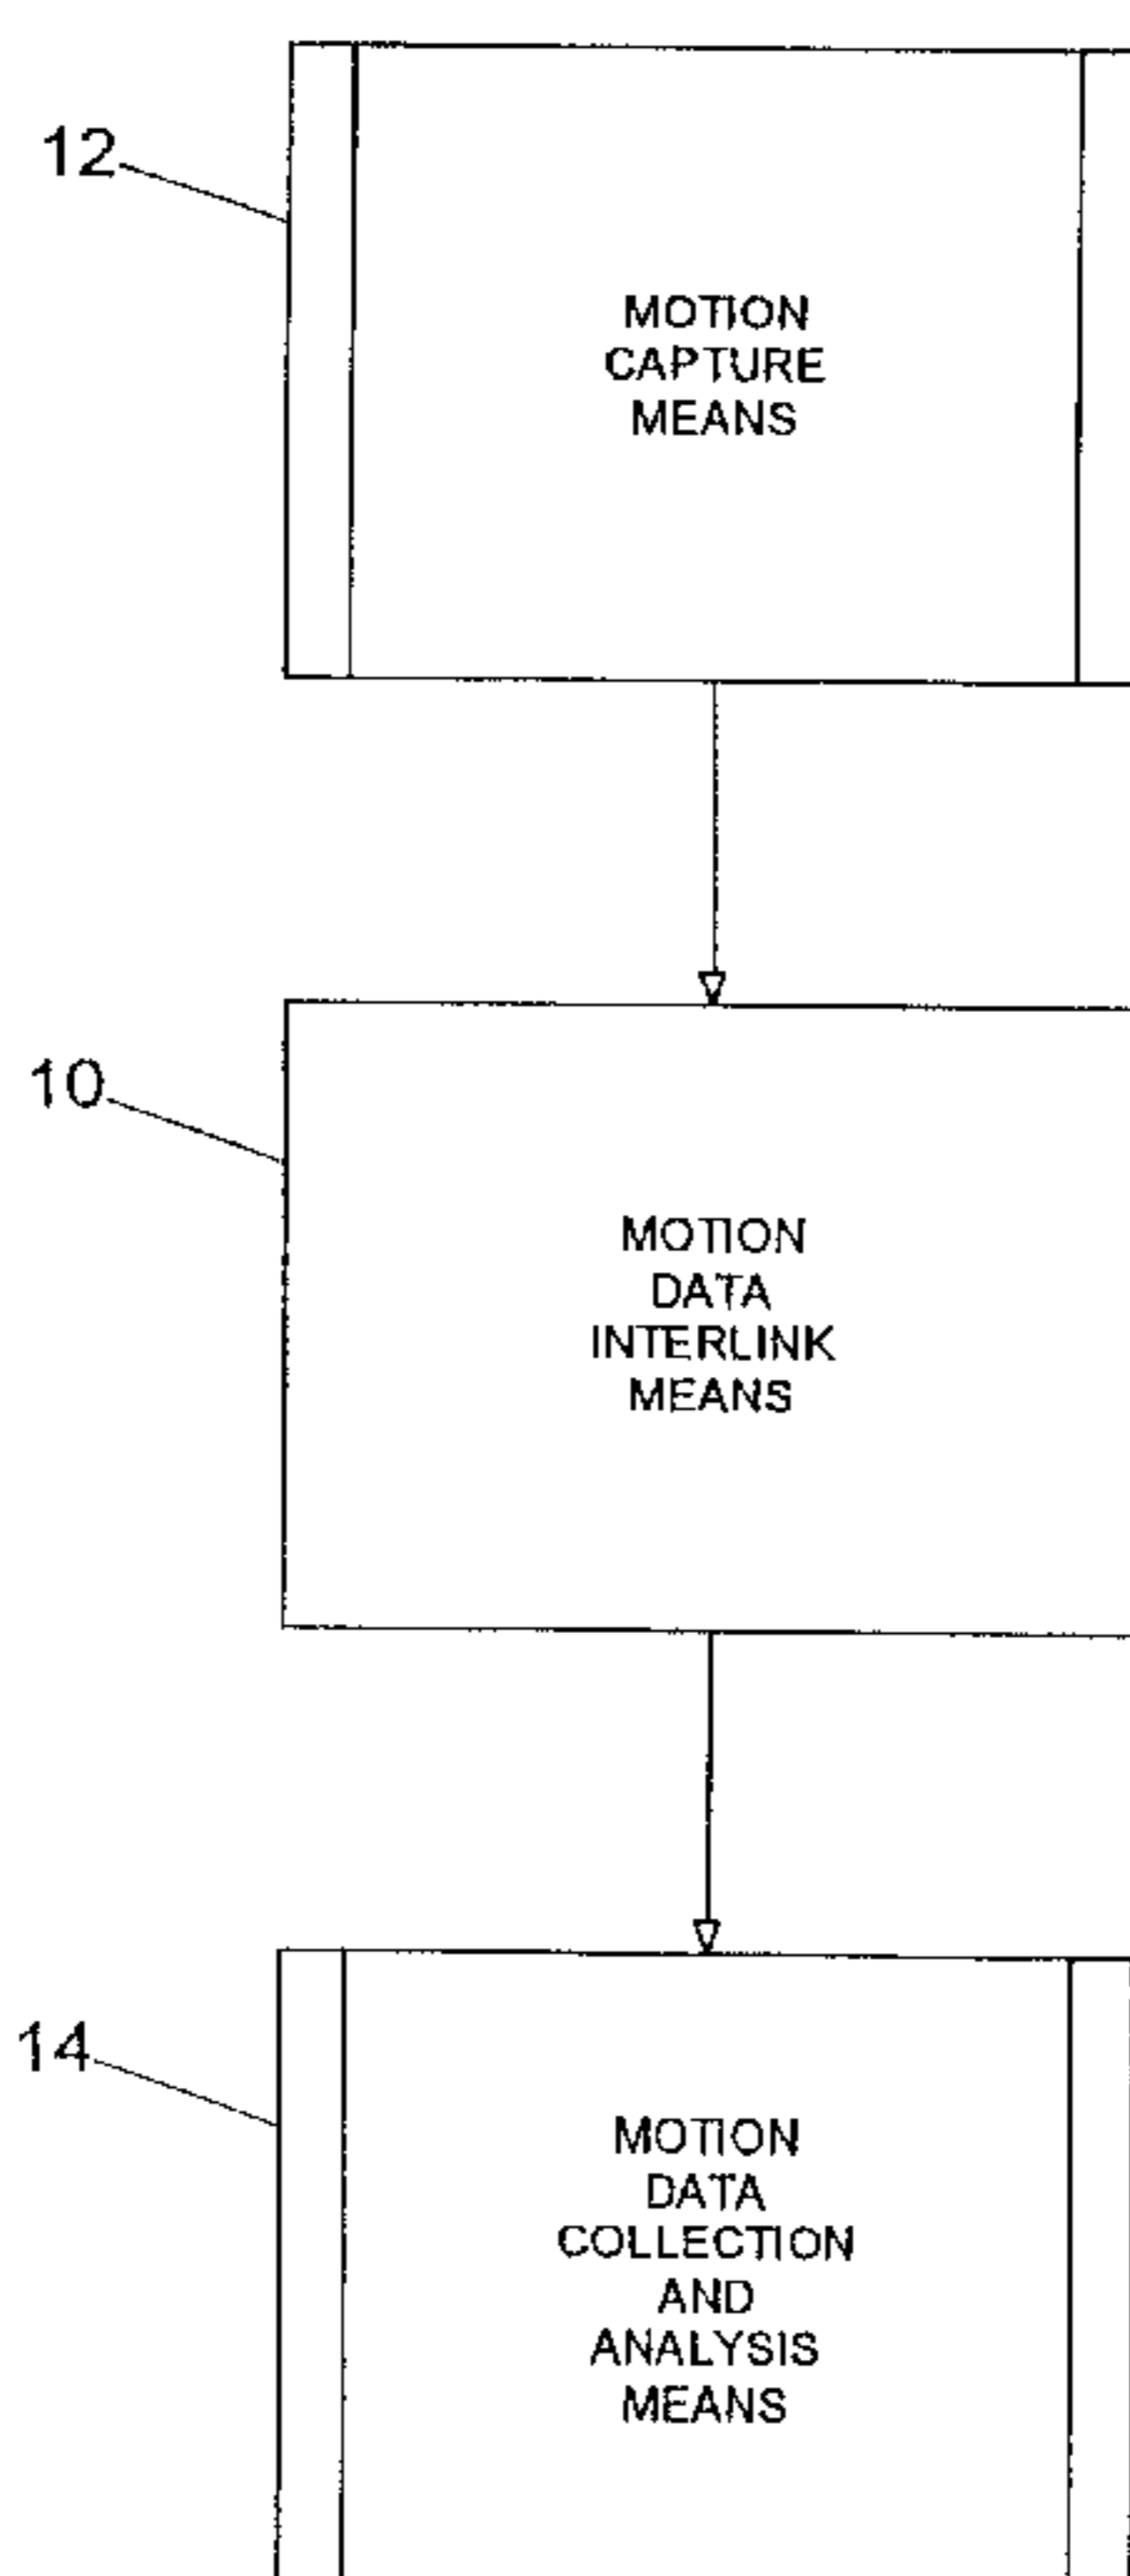 12
MOTION
CAPTURE
MEANS
10
MOTION
DATA
INTERLINK
MEANS
14
MOTION
DATA
COLLECTION
AND
ANALYSIS
MEANS